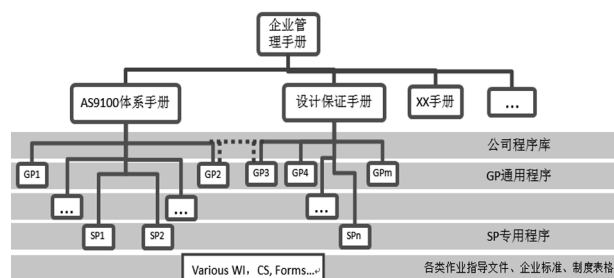 企业管
理手册
AS9100体系手册
设计保证手册
XX手册
...
公司程序库
GP1
GP2
GP3
GP4
GPm
GP通用程序
...
...
...
SP1
SP2
SPn
SP专用程序
Various WI，CS, Forms...
各类作业指导文件、企业标准、制度表格